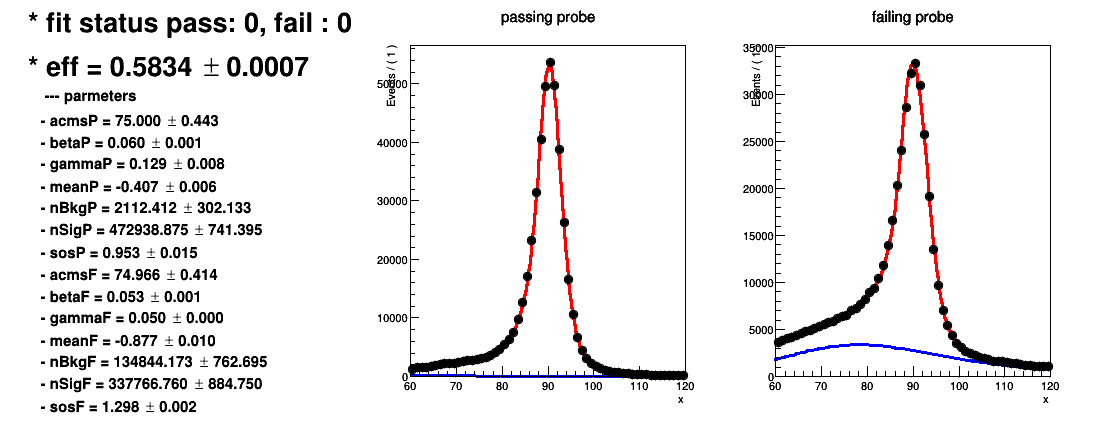 * fit status pass: 0, fail : 0
* eff = 0.5834 ± 0.0007
--- parmeters
- acmsP = 75.000 ± 0.443
- betaP = 0.060 ± 0.001
- gammaP = 0.129 ± 0.008
- meanP = -0.407 ± 0.006
- nBkgP = 2112.412 ± 302.133
- nSigP = 472938.875 ± 741.395
- sosP = 0.953 ± 0.015
- acmsF = 74.966 ± 0.414
- betaF = 0.053 ± 0.001
- gammaF = 0.050 ± 0.000
- meanF = -0.877 ± 0.010
- nBkgF = 134844.173 ± 762.695
- nSigF = 337766.760 ± 884.750
- sosF = 1.298 ± 0.002
passing probe
Events / ( 1 )
50000
40000
30000
20000
10000
0
60 70 80 90 100 110 120
x
failing probe
Events / ( 1 )
35000
30000
25000
20000
15000
10000
5000
0
60 70 80 90 100 110 120
x